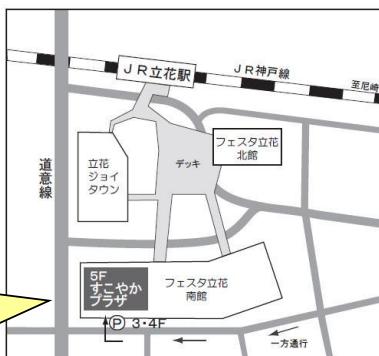 JR立花駅
JR神戸線
至尼崎
道意線
立花
ジョイ
タウン
デッキ
フェスタ立花
北館
5F
すこやか
プラザ
フェスタ立花
南館
Ⓟ 3・4F
一方通行